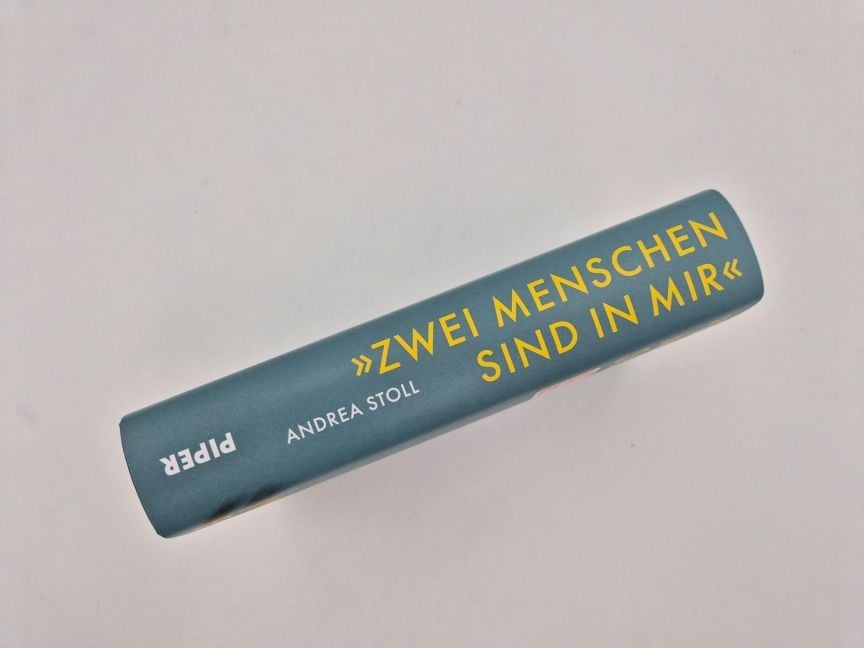 »ZWEI MENSCHEN
SIND IN MIR«
ANDREA STOLL
PIPER